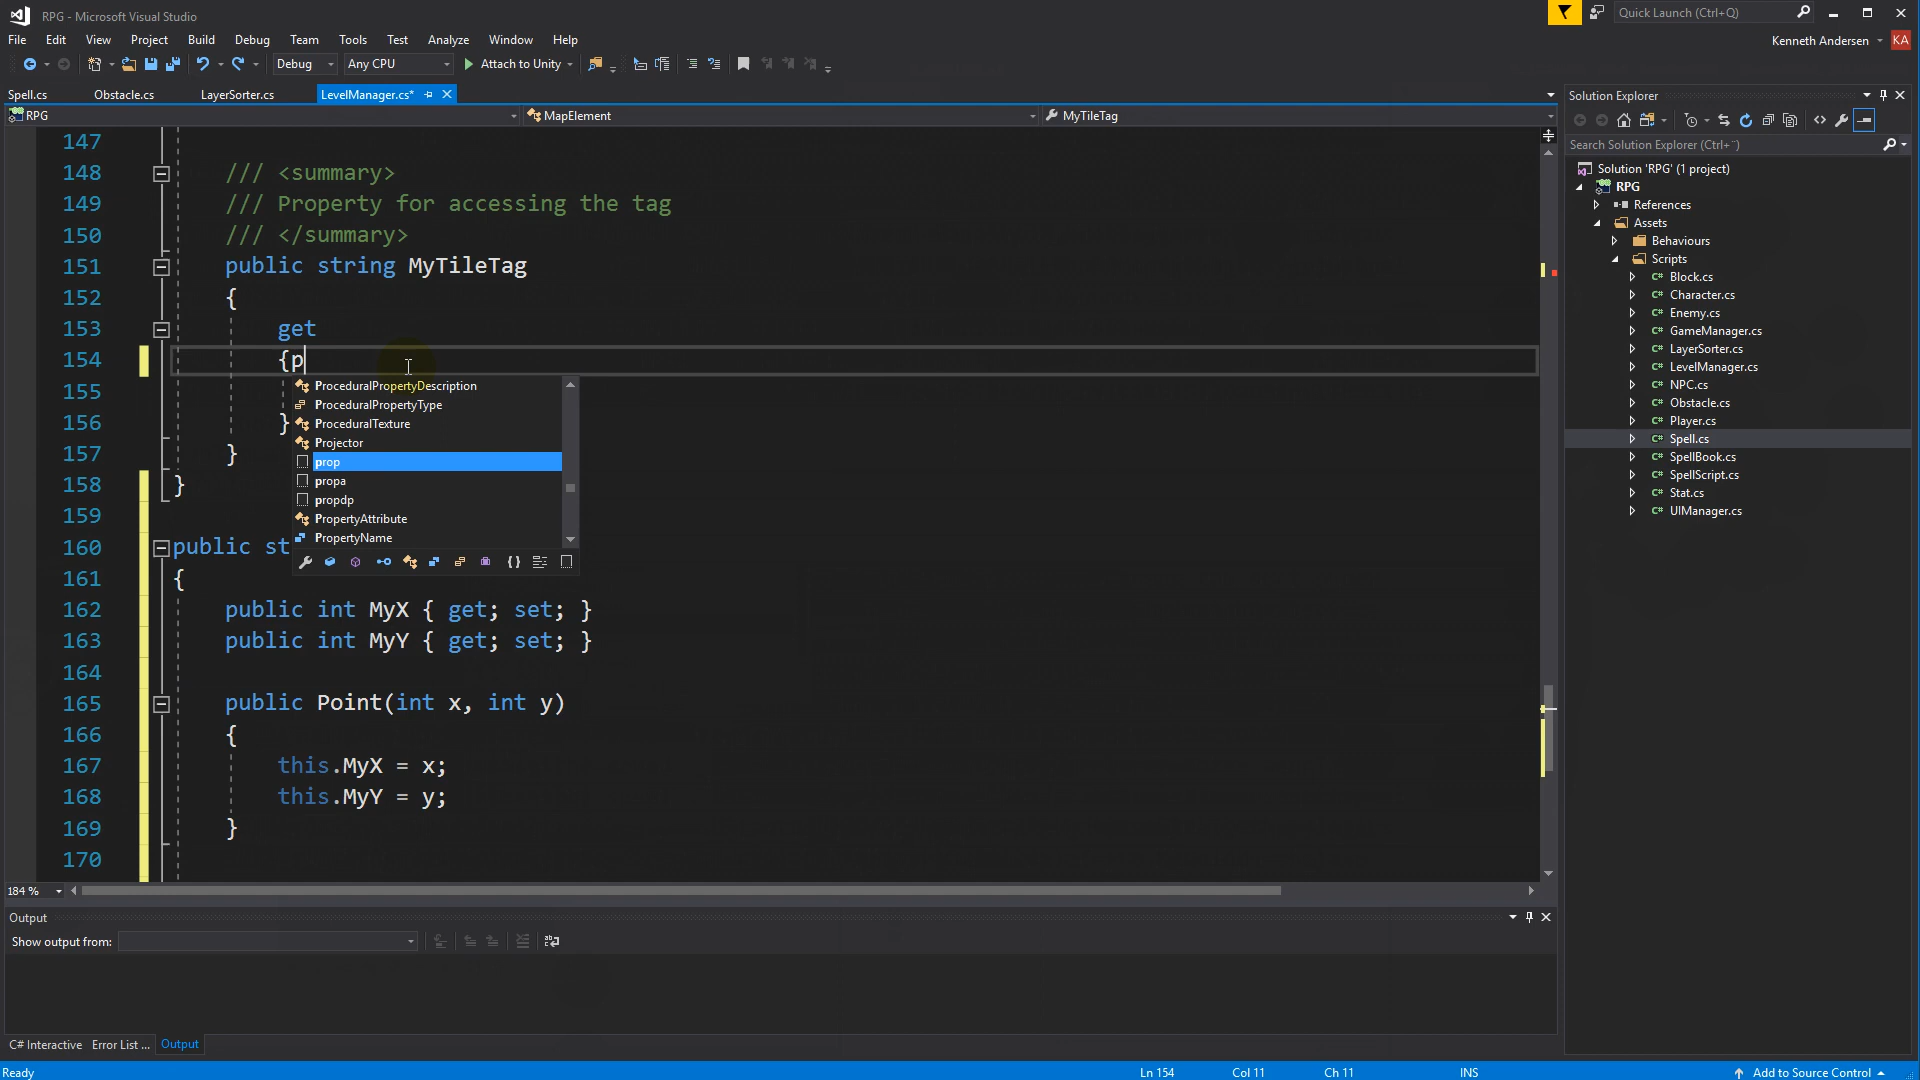 RPG - Microsoft Visual Studio
Quick Launch (Ctrl+Q)
File Edit View Project Build Debug Team Tools Test Analyze Window Help
Kenneth Andersen KA
Debug Any CPU Attach to Unity
Spell.cs Obstacle.cs LayerSorter.cs LevelManager.cs*
RPG MapElement MyTileTag
147
148 /// <summary>
149 /// Property for accessing the tag
150 /// </summary>
151 public string MyTileTag
152 {
153 get
154 {p
155
156 }
157 }
158 }
159
160 public st
161 {
162 public int MyX { get; set; }
163 public int MyY { get; set; }
164
165 public Point(int x, int y)
166 {
167 this.MyX = x;
168 this.MyY = y;
169 }
170
ProceduralPropertyDescription
ProceduralPropertyType
ProceduralTexture
Projector
prop
propa
propdp
PropertyAttribute
PropertyName
184 %
Output
Show output from:
C# Interactive Error List ... Output
Solution Explorer
Search Solution Explorer (Ctrl+¨)
Solution 'RPG' (1 project)
RPG
References
Assets
Behaviours
Scripts
C# Block.cs
C# Character.cs
C# Enemy.cs
C# GameManager.cs
C# LayerSorter.cs
C# LevelManager.cs
C# NPC.cs
C# Obstacle.cs
C# Player.cs
C# Spell.cs
C# SpellBook.cs
C# SpellScript.cs
C# Stat.cs
C# UIManager.cs
Ready Ln 154 Col 11 Ch 11 INS Add to Source Control